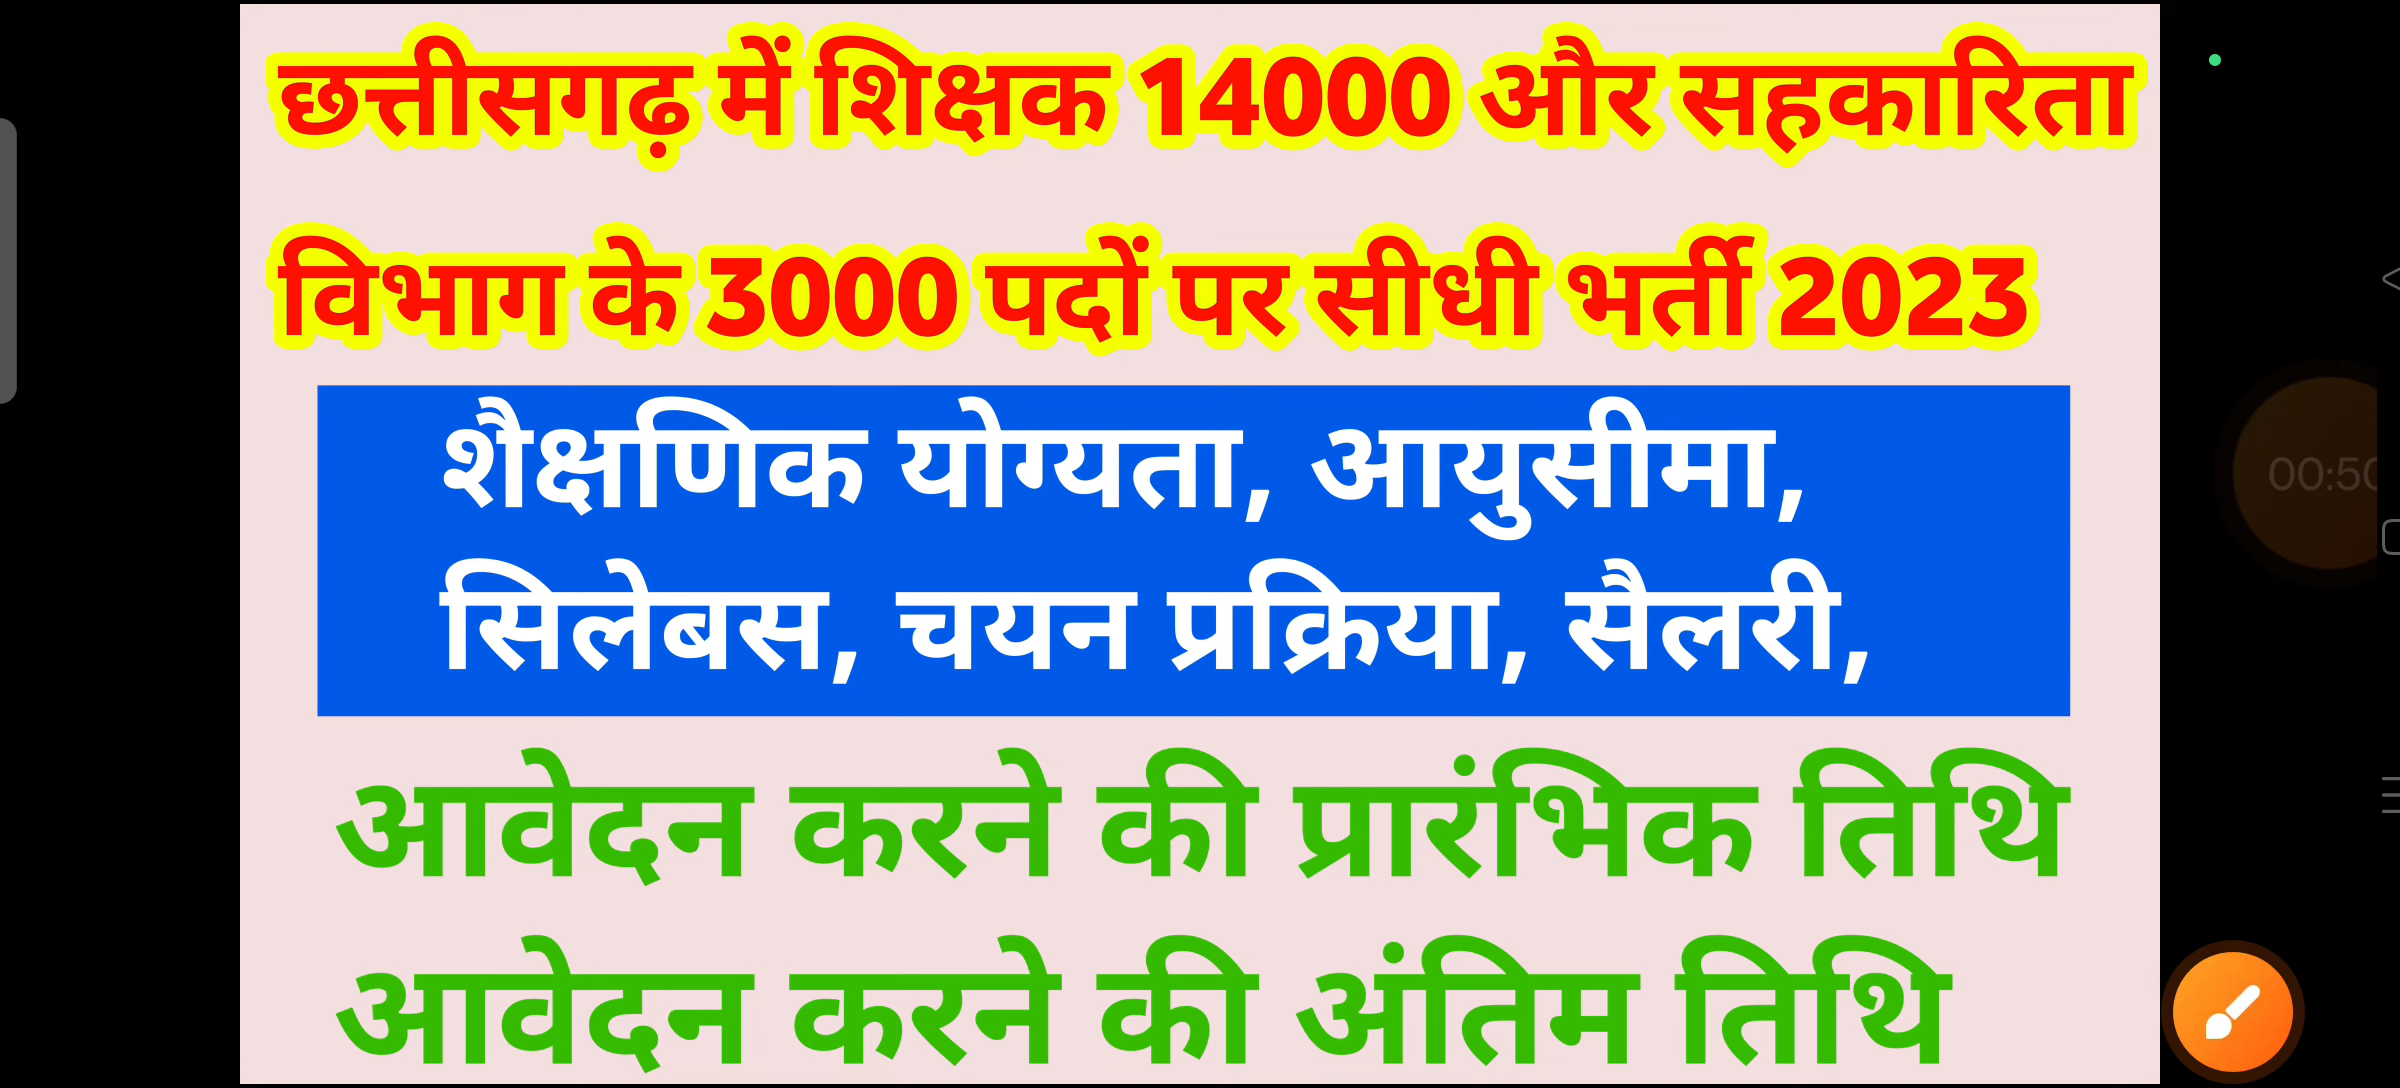 छत्तीसगढ़ में शिक्षक 14000 और सहकारिता
विभाग के 3000 पदों पर सीधी भर्ती 2023
शैक्षणिक योग्यता, आयुसीमा,
सिलेबस, चयन प्रक्रिया, सैलरी,
आवेदन करने की प्रारंभिक तिथि
आवेदन करने की अंतिम तिथि